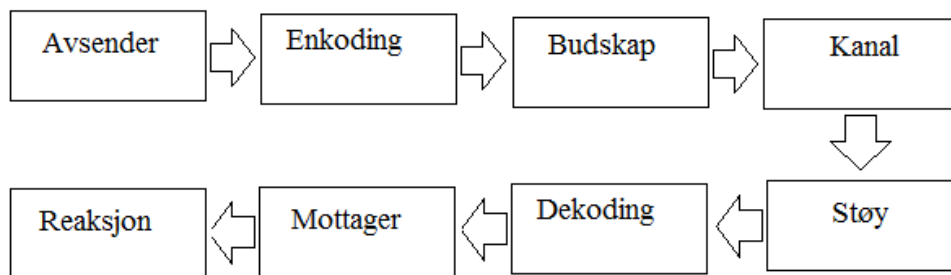 Avsender
Enkoding
Budskap
Kanal
Støy
Dekoding
Mottager
Reaksjon